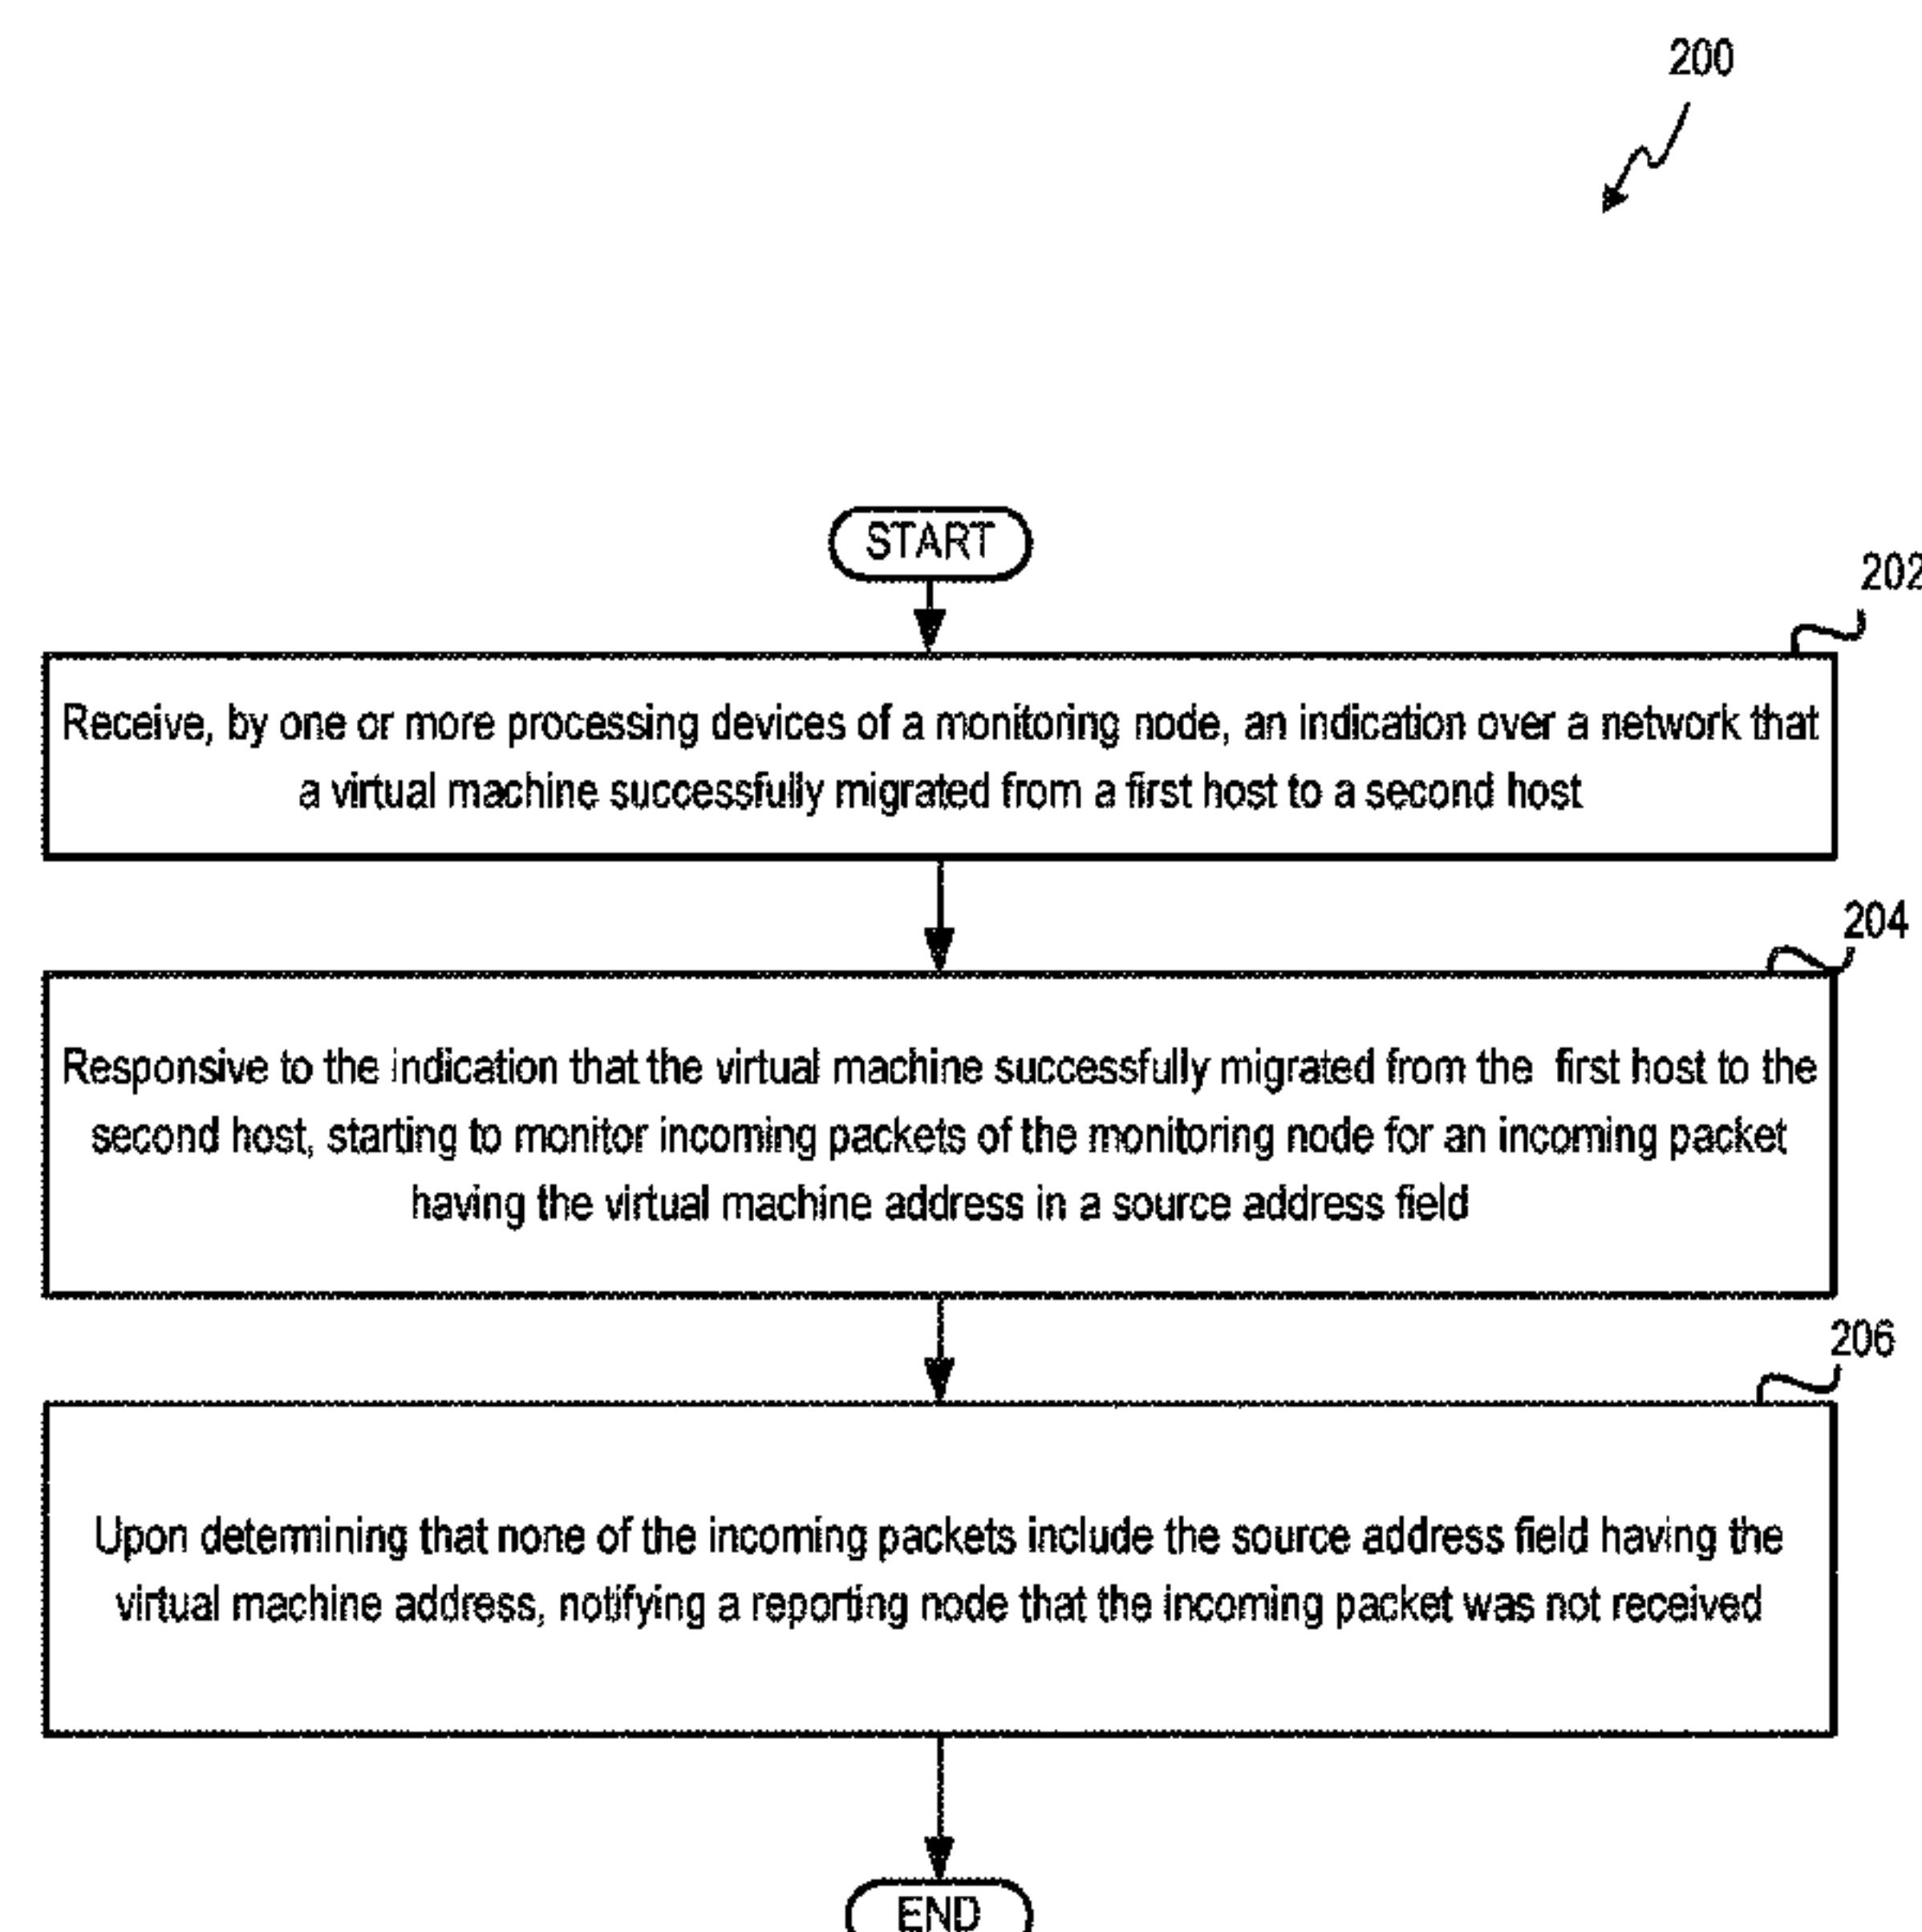 200
START
202
Receive, by one or more processing devices of a monitoring node, an indication over a network that
a virtual machine successfully migrated from a first host to a second host
204
Responsive to the indication that the virtual machine successfully migrated from the first host to the
second host, starting to monitor incoming packets of the monitoring node for an incoming packet
having the virtual machine address in a source address field
206
Upon determining that none of the incoming packets include the source address field having the
virtual machine address, notifying a reporting node that the incoming packet was not received
END